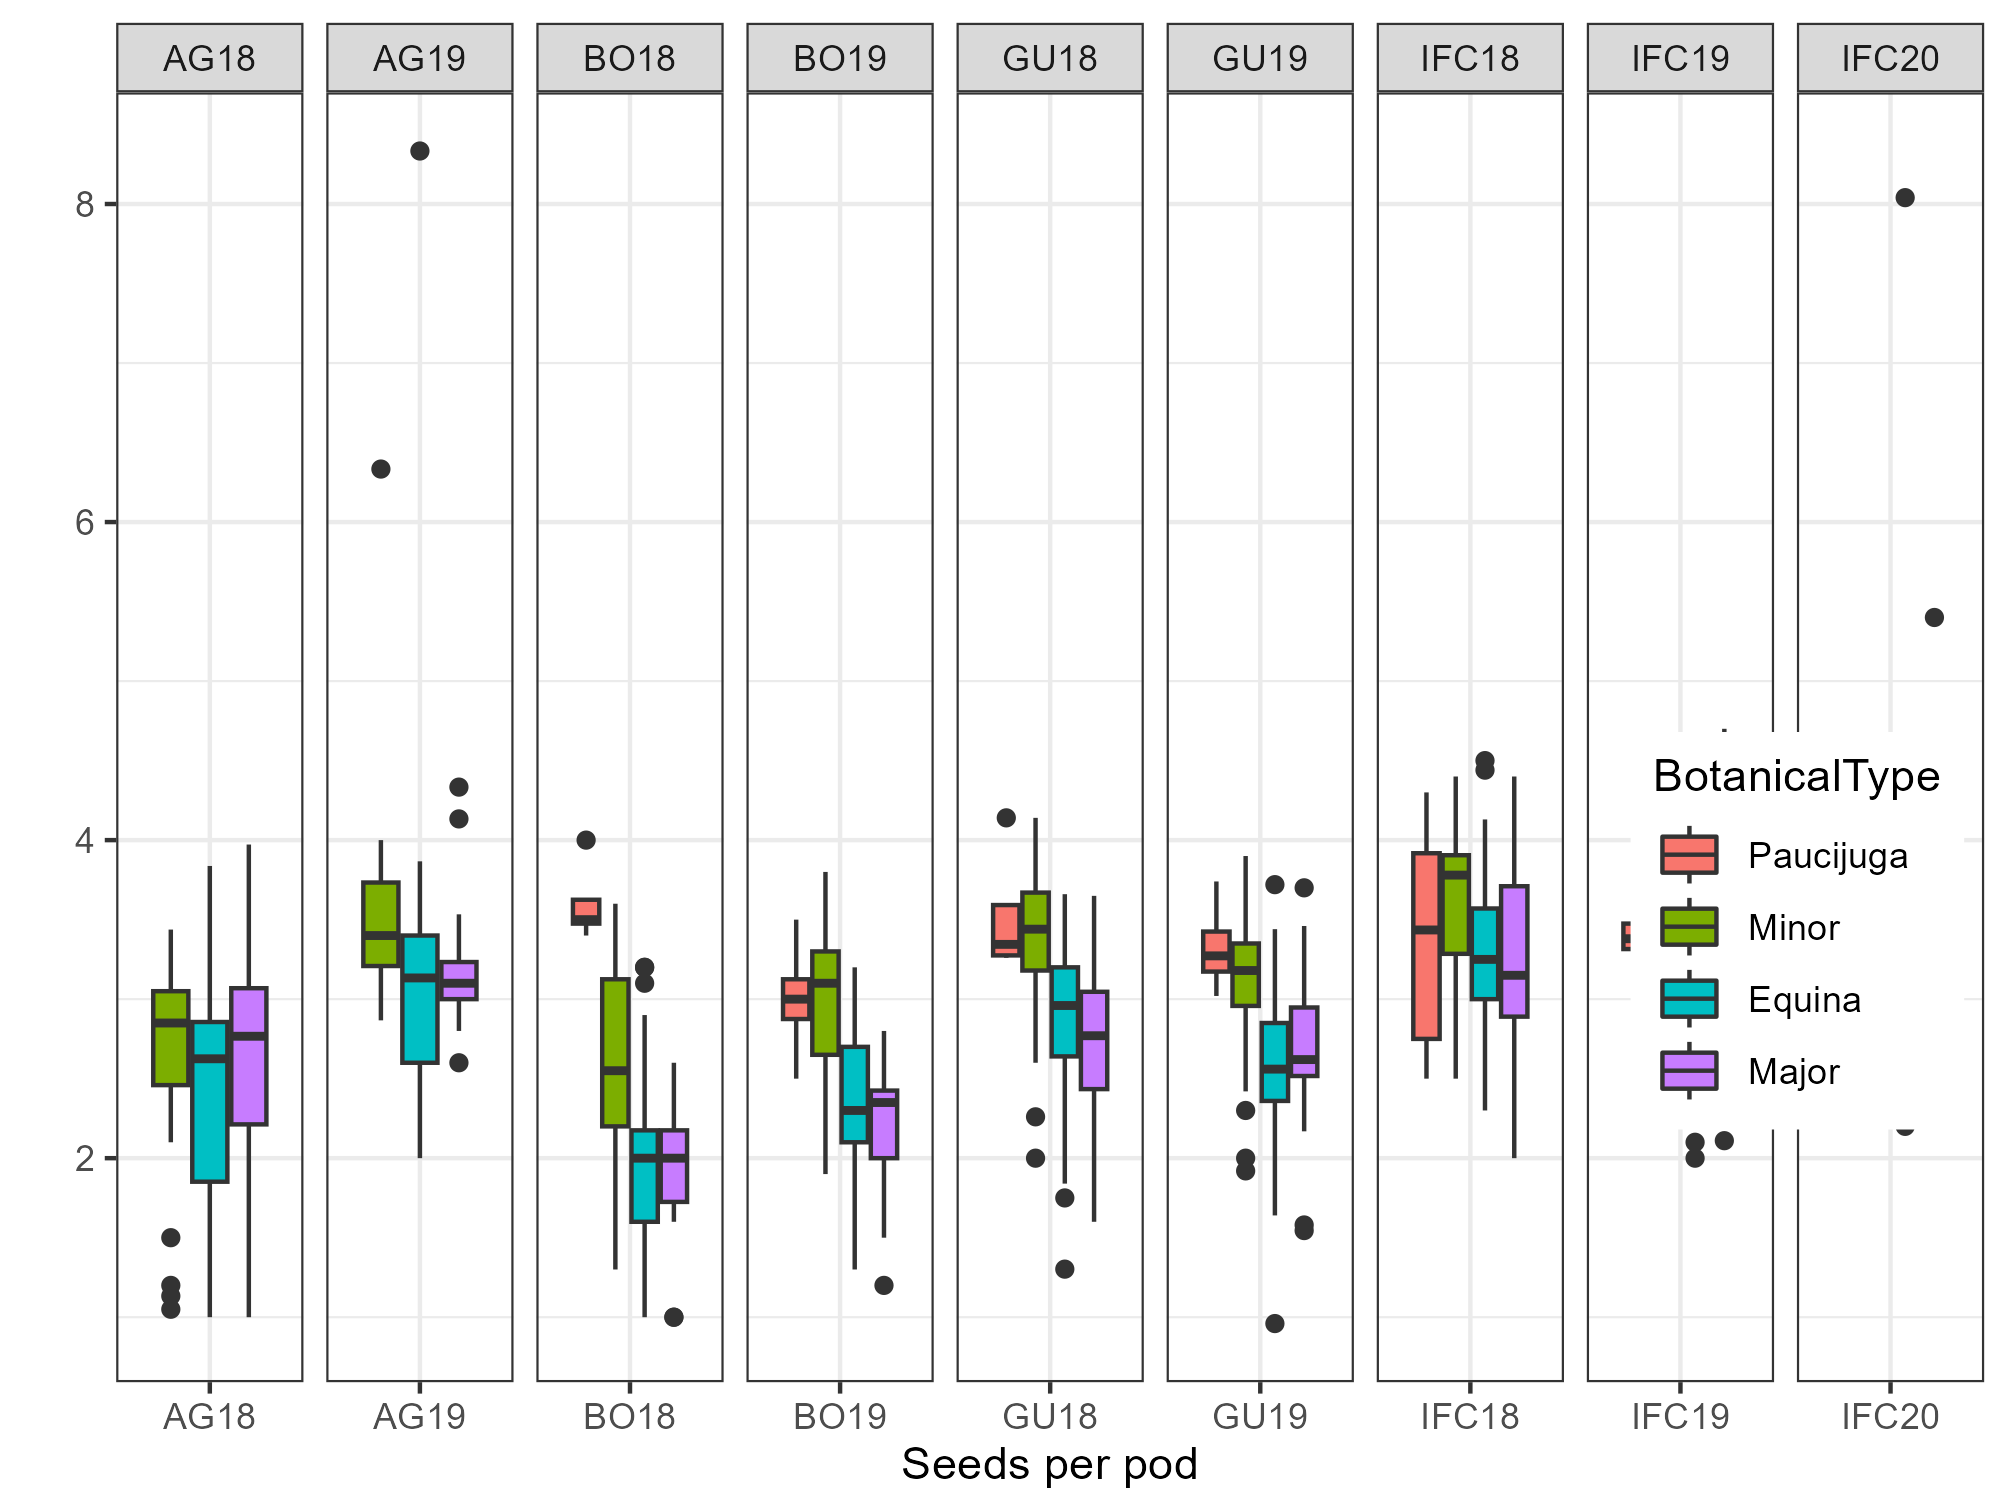 AG18 AG19 BO18 BO19 GU18 GU19 IFC18 IFC19 IFC20
8
6
4
2
BotanicalType
Paucijuga
Minor
Equina
Major
AG18 AG19 BO18 BO19 GU18 GU19 IFC18 IFC19 IFC20
Seeds per pod